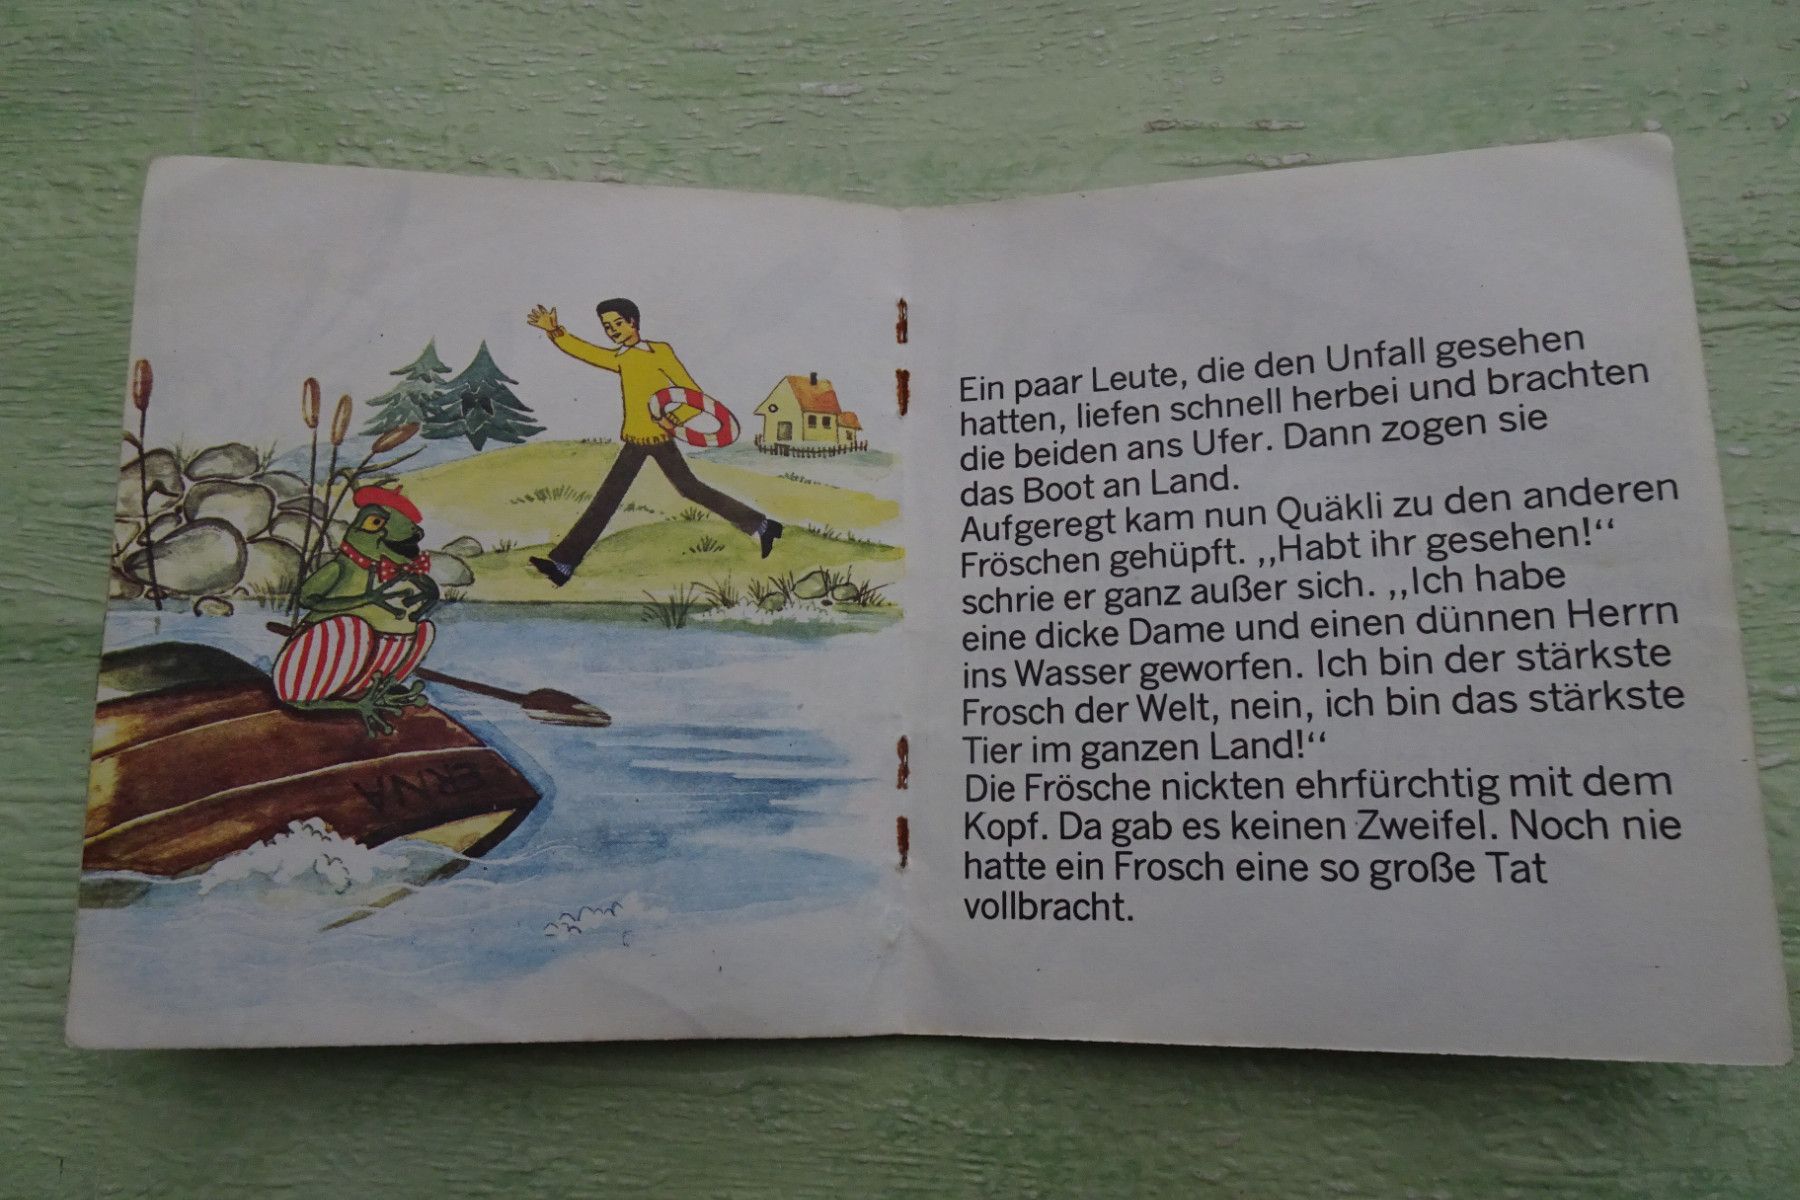 ERNA
Ein paar Leute, die den Unfall gesehen
hatten, liefen schnell herbei und brachten
die beiden ans Ufer. Dann zogen sie
das Boot an Land.
Aufgeregt kam nun Quäkli zu den anderen
Fröschen gehüpft. ,,Habt ihr gesehen!“
schrie er ganz außer sich. ,,Ich habe
eine dicke Dame und einen dünnen Herrn
ins Wasser geworfen. Ich bin der stärkste
Frosch der Welt, nein, ich bin das stärkste
Tier im ganzen Land!“
Die Frösche nickten ehrfürchtig mit dem
Kopf. Da gab es keinen Zweifel. Noch nie
hatte ein Frosch eine so große Tat
vollbracht.